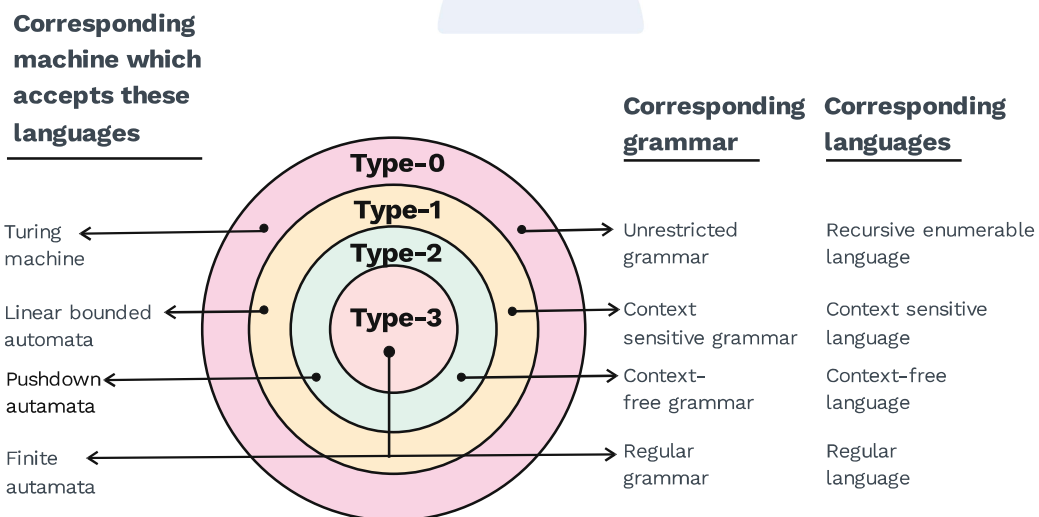 Corresponding
machine which
accepts these
languages
Corresponding
grammar
Corresponding
languages
Type-0
Type-1
Type-2
Type-3
Turing
machine
Unrestricted
grammar
Recursive enumerable
language
Linear bounded
automata
Context
sensitive grammar
Context sensitive
language
Pushdown
autamata
Context-
free grammar
Context-free
language
Finite
autamata
Regular
grammar
Regular
language